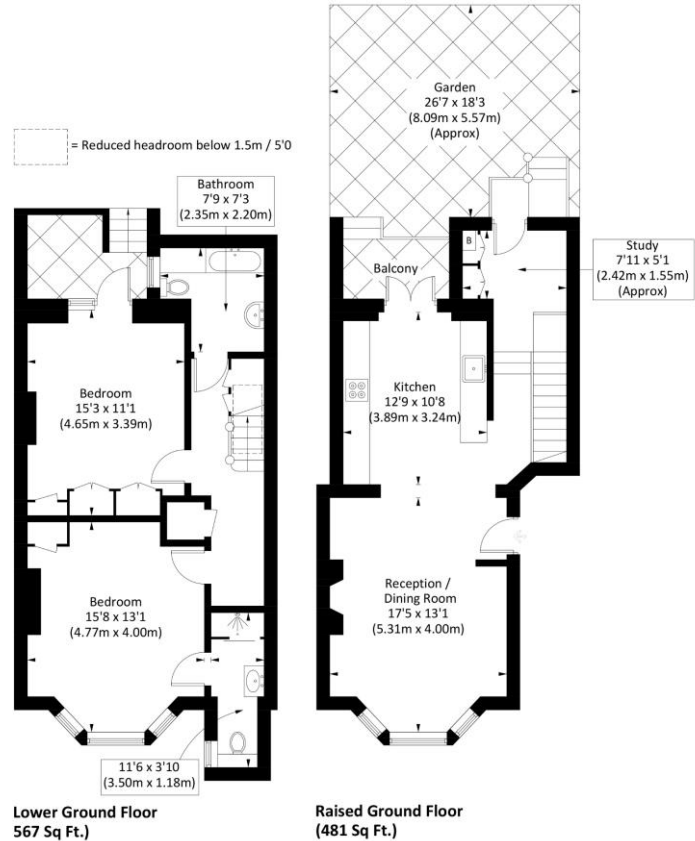 Garden
26'7 x 18'3
(8.09m x 5.57m)
(Approx)
= Reduced headroom below 1.5m / 5'0
Bathroom
7'9 x 7'3
(2.35m x 2.20m)
B
Study
7'11 x 5'1
(2.42m x 1.55m)
(Approx)
Balcony
Bedroom
15'3 x 11'1
(4.65m x 3.39m)
Kitchen
12'9 x 10'8
(3.89m x 3.24m)
Bedroom
15'8 x 13'1
(4.77m x 4.00m)
Reception /
Dining Room
17'5 x 13'1
(5.31m x 4.00m)
11'6 x 3'10
(3.50m x 1.18m)
Lower Ground Floor
567 Sq Ft.)
Raised Ground Floor
(481 Sq Ft.)